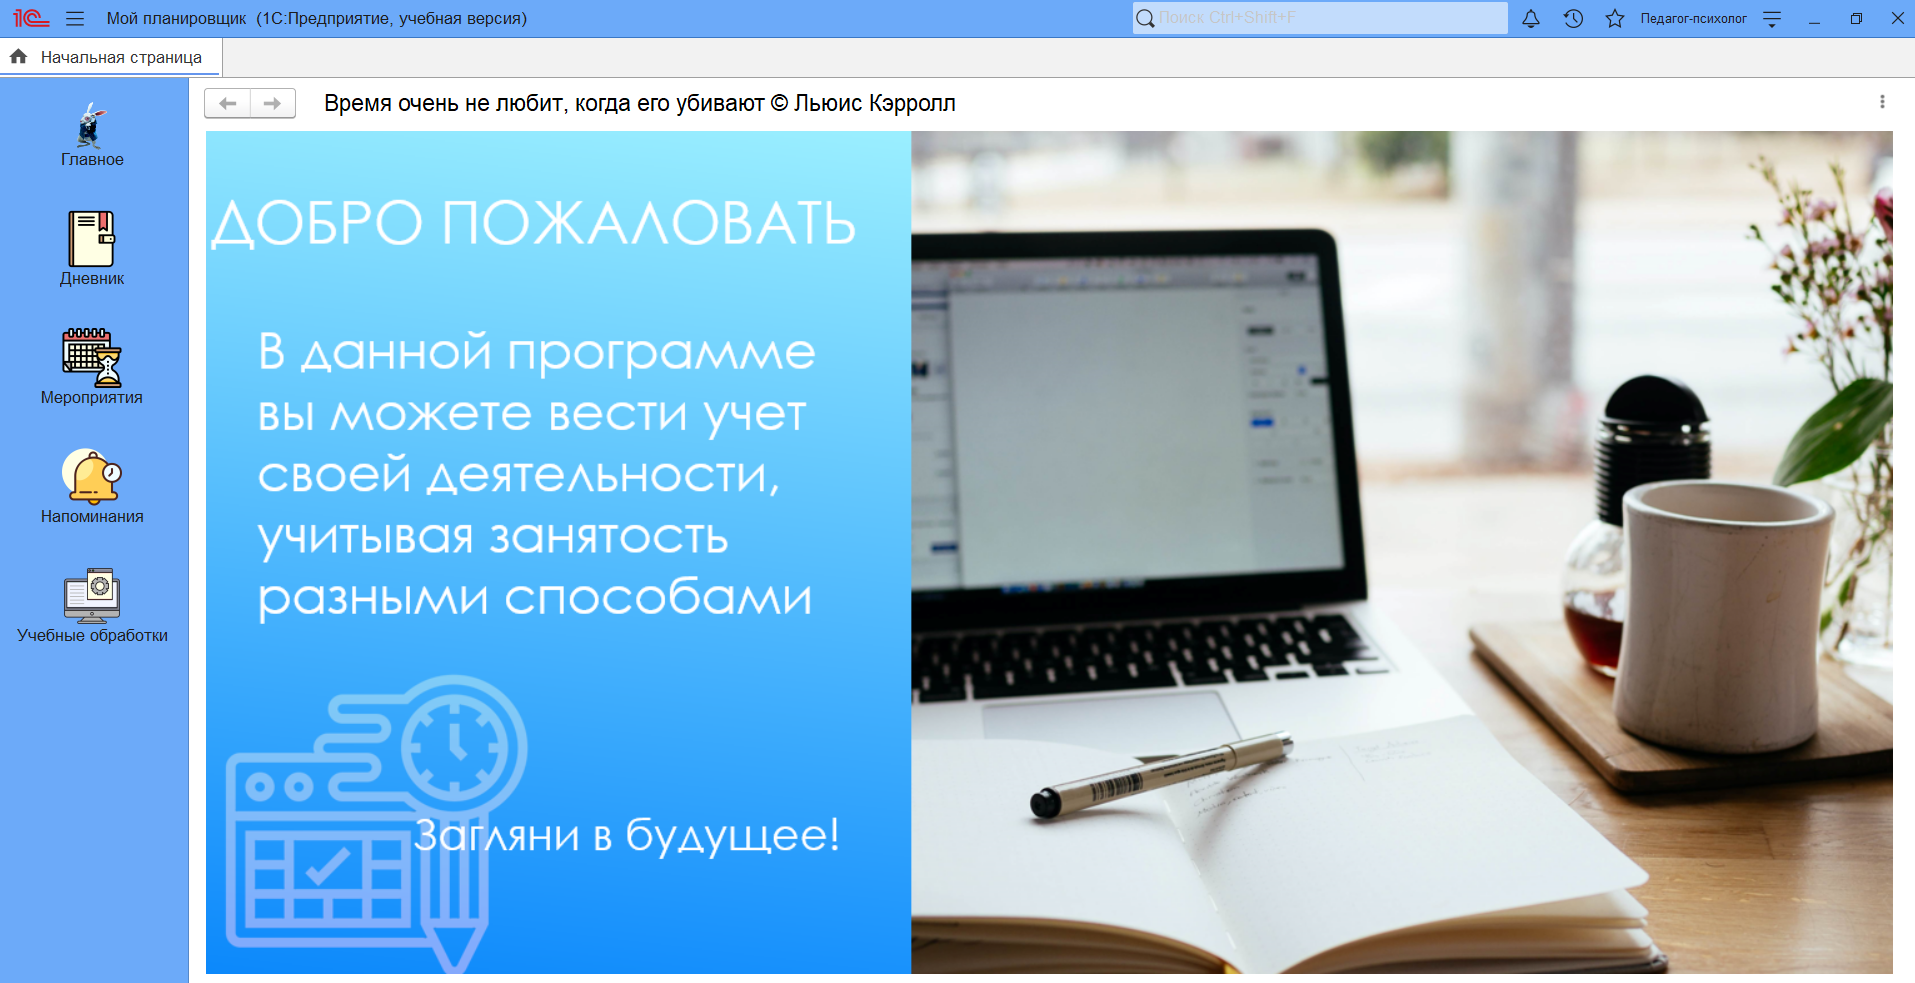 1С Мой планировщик (1С:Предприятие, учебная версия)
Поиск Ctrl+Shift+F
Педагог-психолог
Начальная страница
Главное
Дневник
Мероприятия
Напоминания
Учебные обработки
Время очень не любит, когда его убивают © Льюис Кэрролл
ДОБРО ПОЖАЛОВАТЬ
В данной программе
вы можете вести учет
своей деятельности,
учитывая занятость
разными способами
Загляни в будущее!